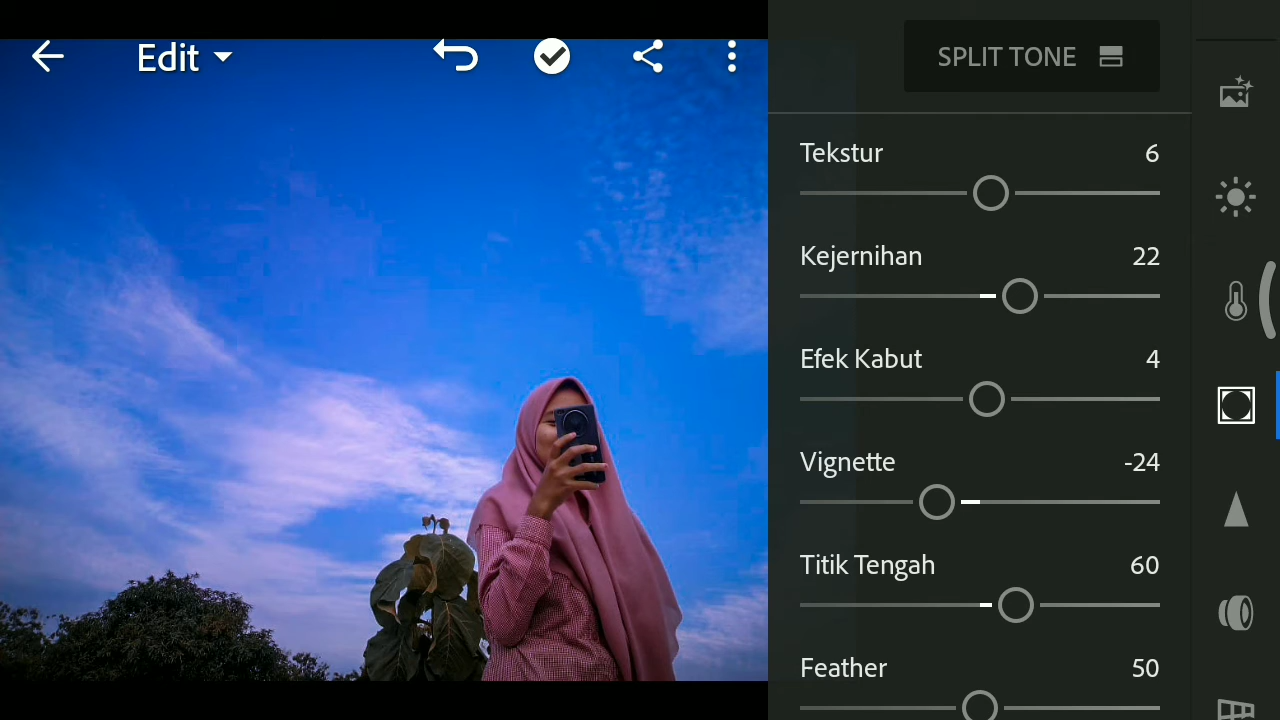 Edit
SPLIT TONE
Tekstur 6
Kejernihan 22
Efek Kabut 4
Vignette -24
Titik Tengah 60
Feather 50